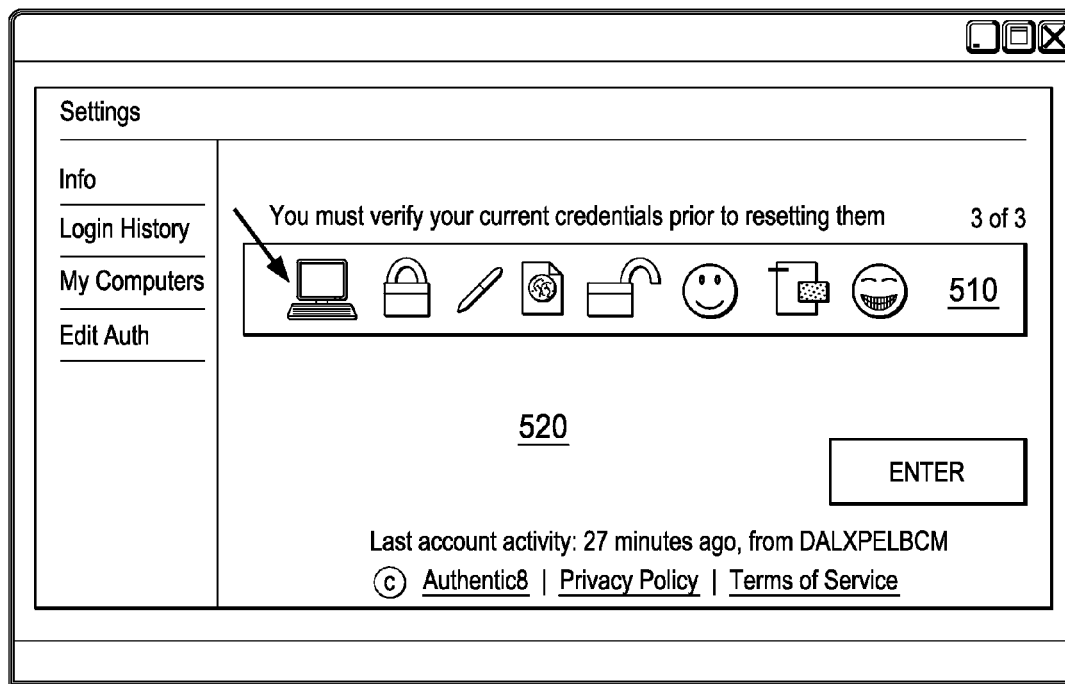 Settings
Info
Login History
My Computers
Edit Auth
You must verify your current credentials prior to resetting them 3 of 3
510
520
ENTER
Last account activity: 27 minutes ago, from DALXPELBCM
© Authentic8 | Privacy Policy | Terms of Service